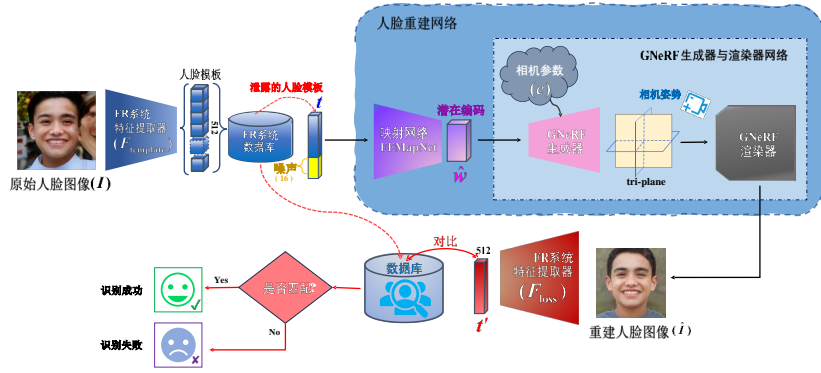 人脸重建网络
GNeRF生成器与渲染器网络
人脸模板
泄露的人脸模板
t
相机参数
(c)
相机姿势
潜在编码
FR系统
特征提取器
(F_template)
512
FR系统
数据库
噪声
(16)
映射网络
FEMapNet
ŵ
GNeRF
生成器
tri-plane
GNeRF
渲染器
原始人脸图像(I)
对比
512
FR系统
特征提取器
(F_loss)
数据库
t'
是否匹配?
Yes
No
识别成功
识别失败
重建人脸图像(Î)